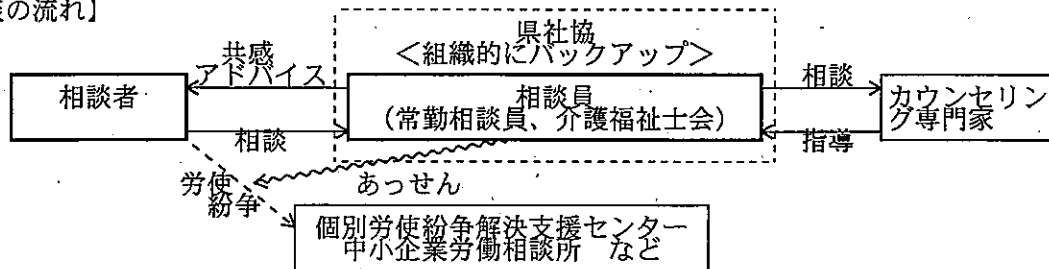 の流れ】
県社協
＜組織的にバックアップ＞
共感
アドバイス
相談
相談者
相談員
（常勤相談員、介護福祉士会）
カウンセリン
グ専門家
相談
指導
労使
紛争
あっせん
個別労使紛争解決支援センター
中小企業労働相談所　など